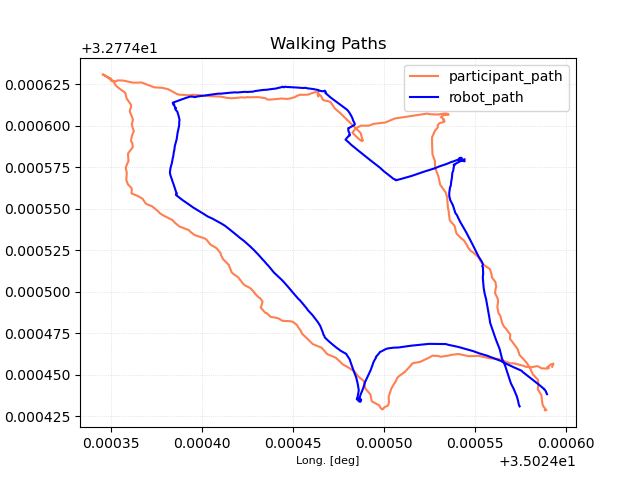 Walking Paths
+3.2774e1
participant_path
robot_path
0.000625
0.000600
0.000575
0.000550
0.000525
0.000500
0.000475
0.000450
0.000425
0.00035 0.00040 0.00045 0.00050 0.00055 0.00060
Long. [deg]
+3.5024e1